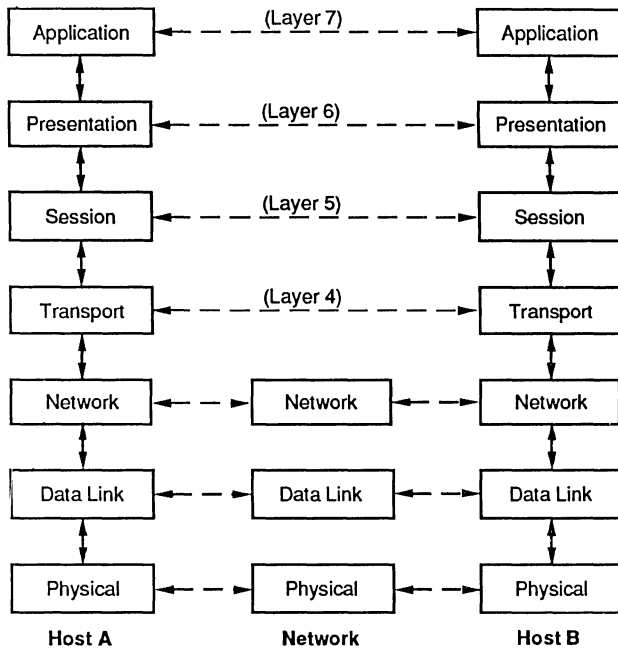 Application (Layer 7) Application
Presentation (Layer 6) Presentation
Session (Layer 5) Session
Transport (Layer 4) Transport
Network Network Network
Data Link Data Link Data Link
Physical Physical Physical
Host A Network Host B